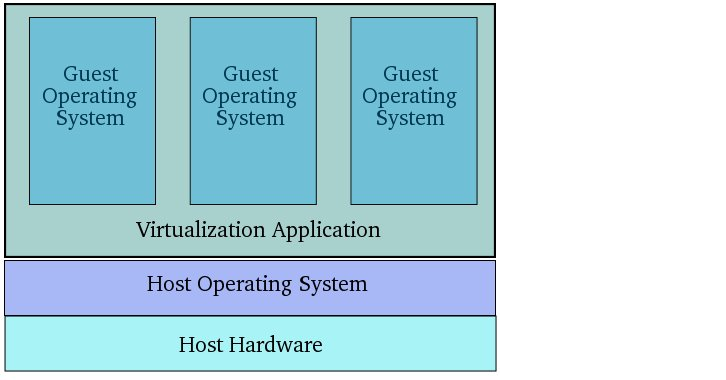 Guest
Operating
System
Guest
Operating
System
Guest
Operating
System
Virtualization Application
Host Operating System
Host Hardware